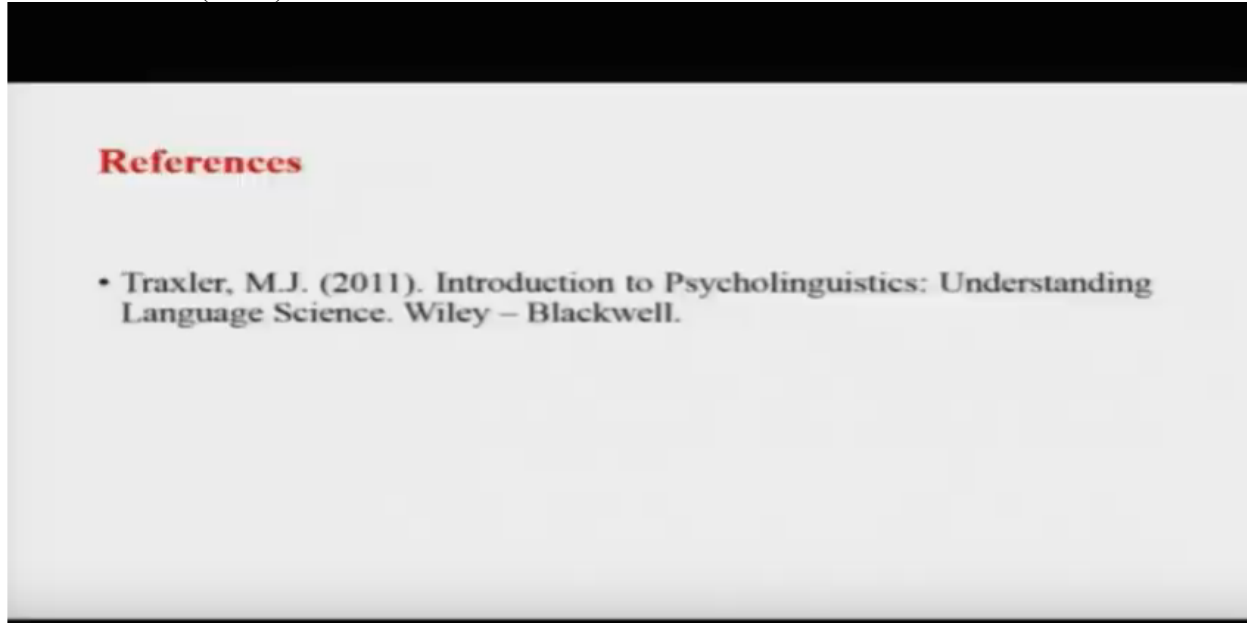 References
• Traxler, M.J. (2011). Introduction to Psycholinguistics: Understanding
Language Science. Wiley – Blackwell.